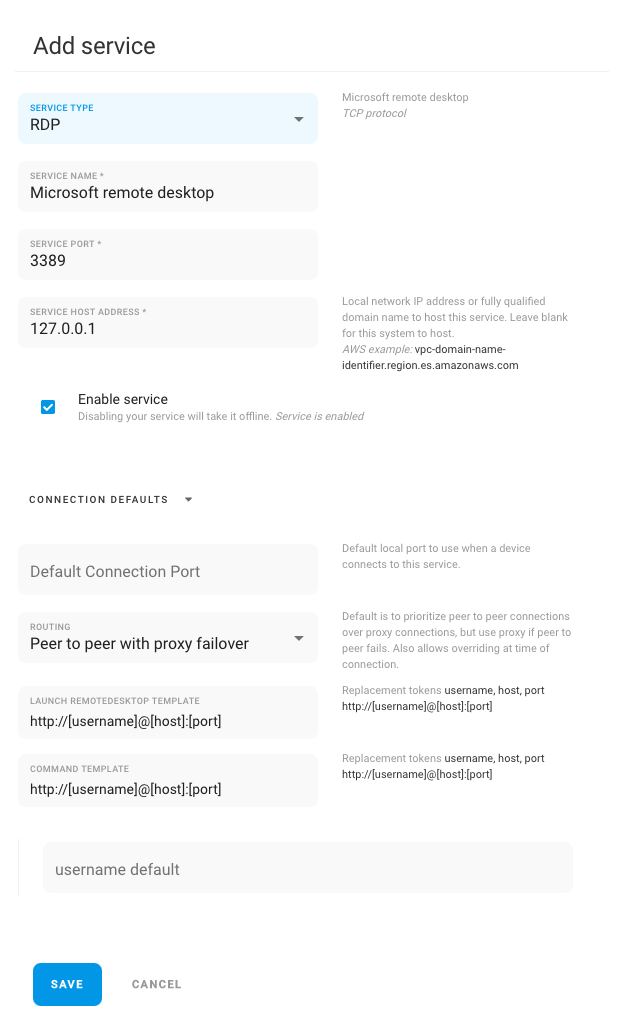 Add service
SERVICE TYPE
RDP
Microsoft remote desktop
TCP protocol
SERVICE NAME *
Microsoft remote desktop
SERVICE PORT *
3389
SERVICE HOST ADDRESS *
127.0.0.1
Local network IP address or fully qualified
domain name to host this service. Leave blank
for this system to host.
AWS example: vpc-domain-name-
identifier.region.es.amazonaws.com
Enable service
Disabling your service will take it offline. Service is enabled
CONNECTION DEFAULTS
Default Connection Port
Default local port to use when a device
connects to this service.
ROUTING
Peer to peer with proxy failover
Default is to prioritize peer to peer connections
over proxy connections, but use proxy if peer to
peer fails. Also allows overriding at time of
connection.
LAUNCH REMOTEDESKTOP TEMPLATE
http://[username]@[host]:[port]
Replacement tokens username, host, port
http://[username]@[host]:[port]
COMMAND TEMPLATE
http://[username]@[host]:[port]
Replacement tokens username, host, port
http://[username]@[host]:[port]
username default
SAVE
CANCEL